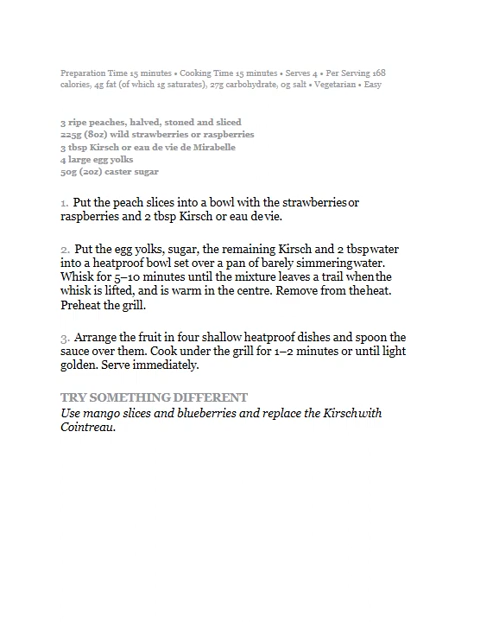 Preparation Time 15 minutes • Cooking Time 15 minutes • Serves 4 • Per Serving 168
calories, 4g fat (of which 1g saturates), 27g carbohydrate, 0g salt • Vegetarian • Easy
3 ripe peaches, halved, stoned and sliced
225g (8oz) wild strawberries or raspberries
3 tbsp Kirsch or eau de vie de Mirabelle
4 large egg yolks
50g (2oz) caster sugar
1. Put the peach slices into a bowl with the strawberries or
raspberries and 2 tbsp Kirsch or eau de vie.
2. Put the egg yolks, sugar, the remaining Kirsch and 2 tbsp water
into a heatproof bowl set over a pan of barely simmering water.
Whisk for 5–10 minutes until the mixture leaves a trail when the
whisk is lifted, and is warm in the centre. Remove from the heat.
Preheat the grill.
3. Arrange the fruit in four shallow heatproof dishes and spoon the
sauce over them. Cook under the grill for 1–2 minutes or until light
golden. Serve immediately.
TRY SOMETHING DIFFERENT
Use mango slices and blueberries and replace the Kirsch with
Cointreau.